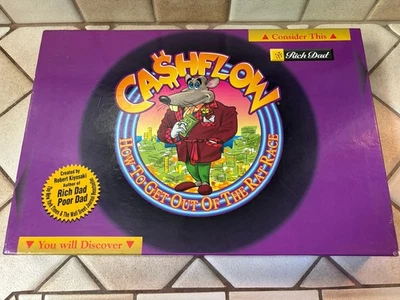 ▲ Consider This ▲
Rich Dad
CA$HFLOW
HOW TO GET OUT OF THE RAT RACE
Created by
Robert Kiyosaki
Author of
Rich Dad
Poor Dad
▼ You will Discover ▼